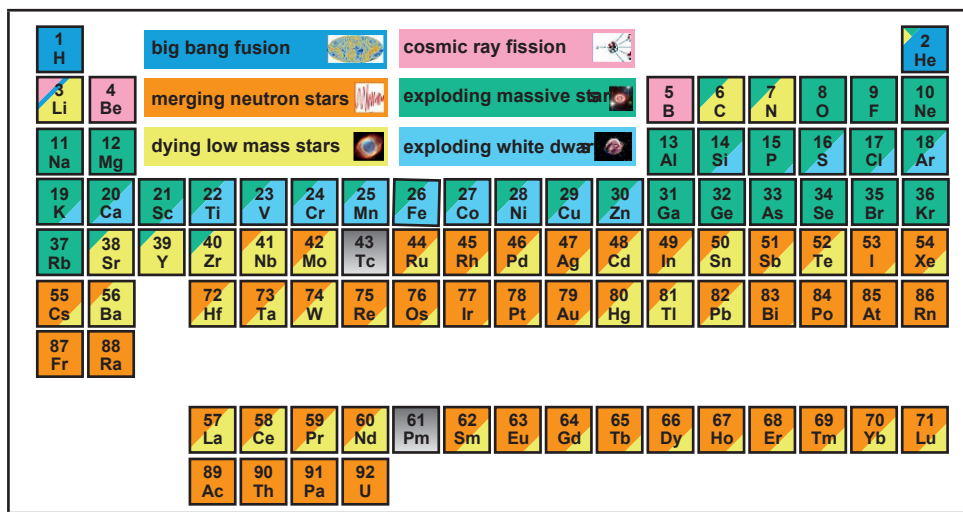 1 big bang fusion cosmic ray fission 2
H He
3 4 merging neutron stars exploding massive stars 5 6 7 8 9 10
Li Be B C N O F Ne
11 12 dying low mass stars exploding white dwar 13 14 15 16 17 18
Na Mg Al Si P S Cl Ar
19 20 21 22 23 24 25 26 27 28 29 30 31 32 33 34 35 36
K Ca Sc Ti V Cr Mn Fe Co Ni Cu Zn Ga Ge As Se Br Kr
37 38 39 40 41 42 43 44 45 46 47 48 49 50 51 52 53 54
Rb Sr Y Zr Nb Mo Tc Ru Rh Pd Ag Cd In Sn Sb Te I Xe
55 56 72 73 74 75 76 77 78 79 80 81 82 83 84 85 86
Cs Ba Hf Ta W Re Os Ir Pt Au Hg Tl Pb Bi Po At Rn
87 88
Fr Ra
57 58 59 60 61 62 63 64 65 66 67 68 69 70 71
La Ce Pr Nd Pm Sm Eu Gd Tb Dy Ho Er Tm Yb Lu
89 90 91 92
Ac Th Pa U